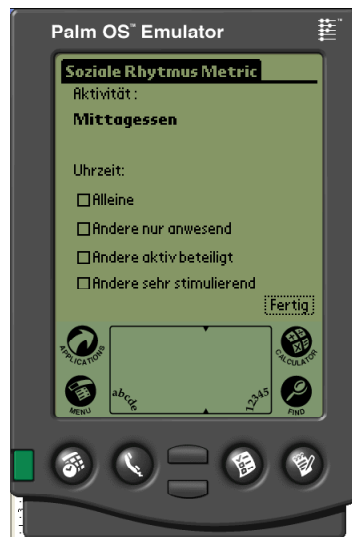 Palm OS™ Emulator
Soziale Rhytmus Metric
Aktivität :
Mittagessen
Uhrzeit:
Alleine
Andere nur anwesend
Andere aktiv beteiligt
Andere sehr stimulierend
Fertig
APPLICATIONS
CALCULATOR
MENU
abcde
12345
FIND